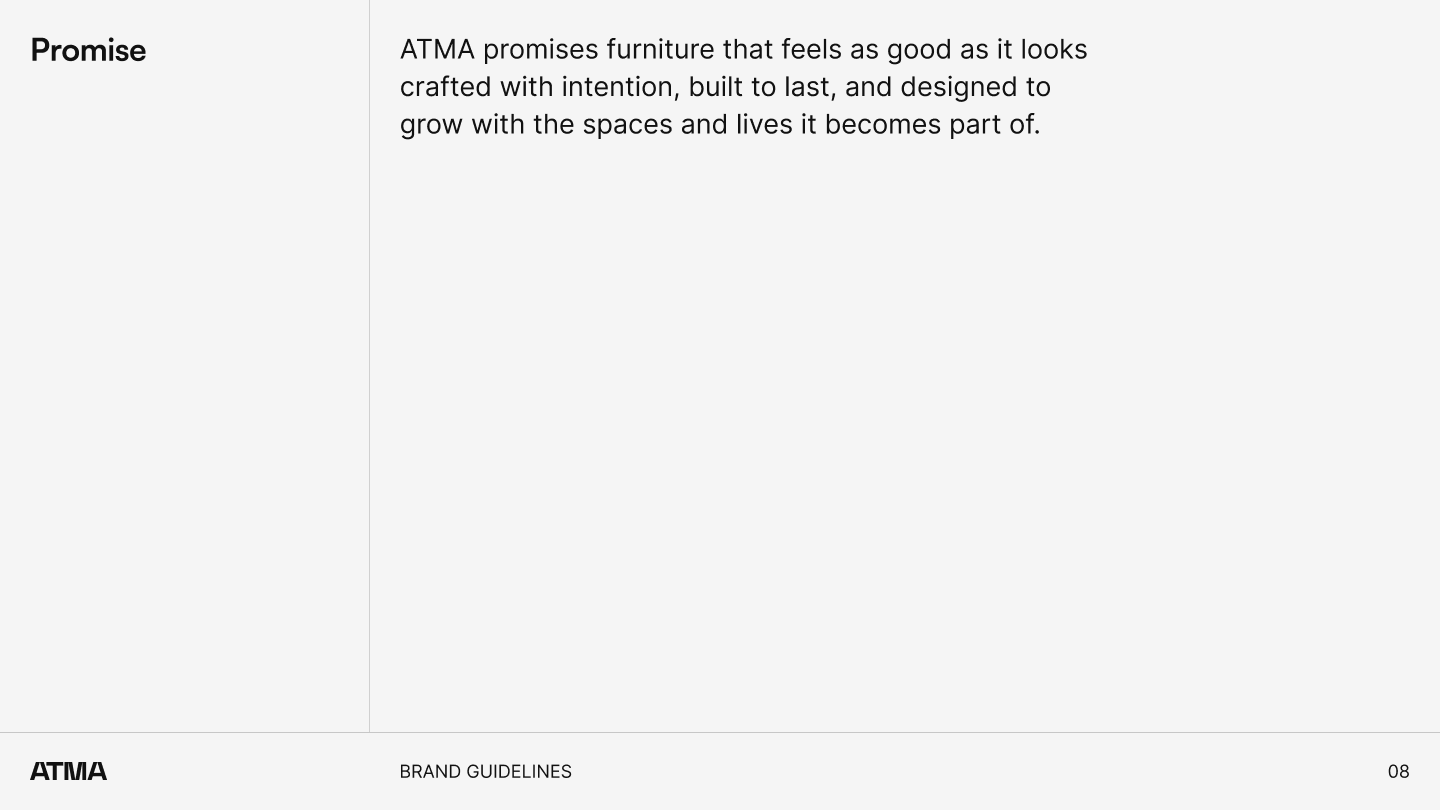 Promise
ATMA promises furniture that feels as good as it looks
crafted with intention, built to last, and designed to
grow with the spaces and lives it becomes part of.
ATMA
BRAND GUIDELINES
08